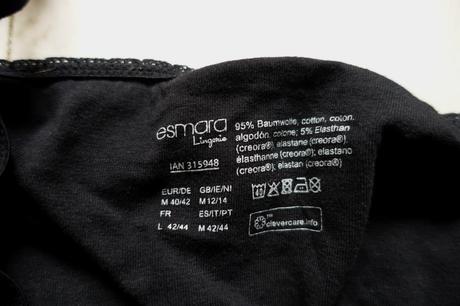 esmara
Lingerie
IAN 315948
EUR/DE GB/IE/NI
M 40/42 M 12/14
FR ES/IT/PT
L 42/44 M 42/44
95% Baumwolle, cotton, coton,
algodón, cotone; 5% Elasthan
(creora®), elastane (creora®),
élasthanne (creora®); elastano
(creora®); elastan (creora®)
clevercare.info